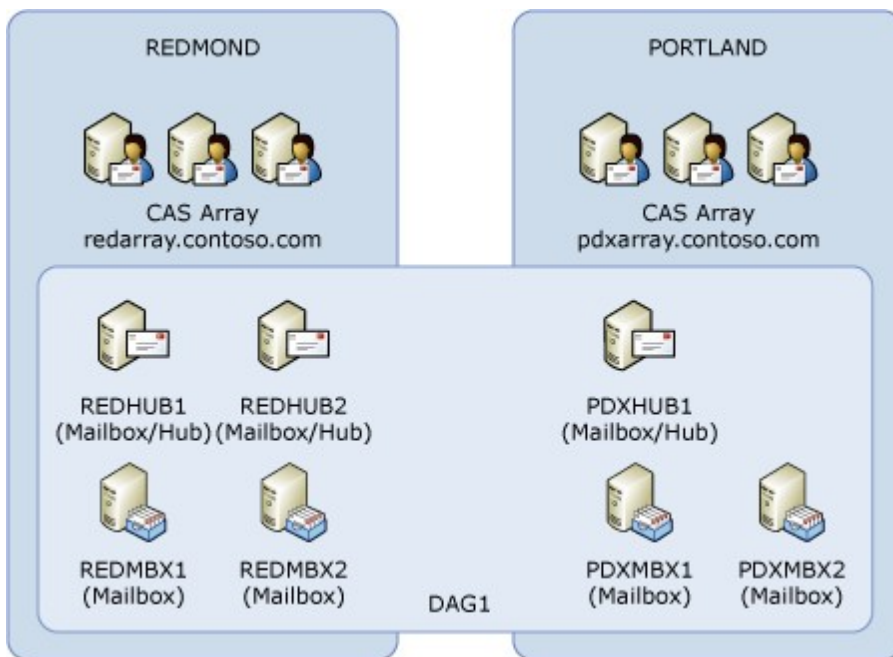 REDMOND
PORTLAND
CAS Array
redarray.contoso.com
CAS Array
pdxarray.contoso.com
REDHUB1
(Mailbox/Hub)
REDHUB2
(Mailbox/Hub)
PDXHUB1
(Mailbox/Hub)
REDMBX1
(Mailbox)
REDMBX2
(Mailbox)
PDXMBX1
(Mailbox)
PDXMBX2
(Mailbox)
DAG1